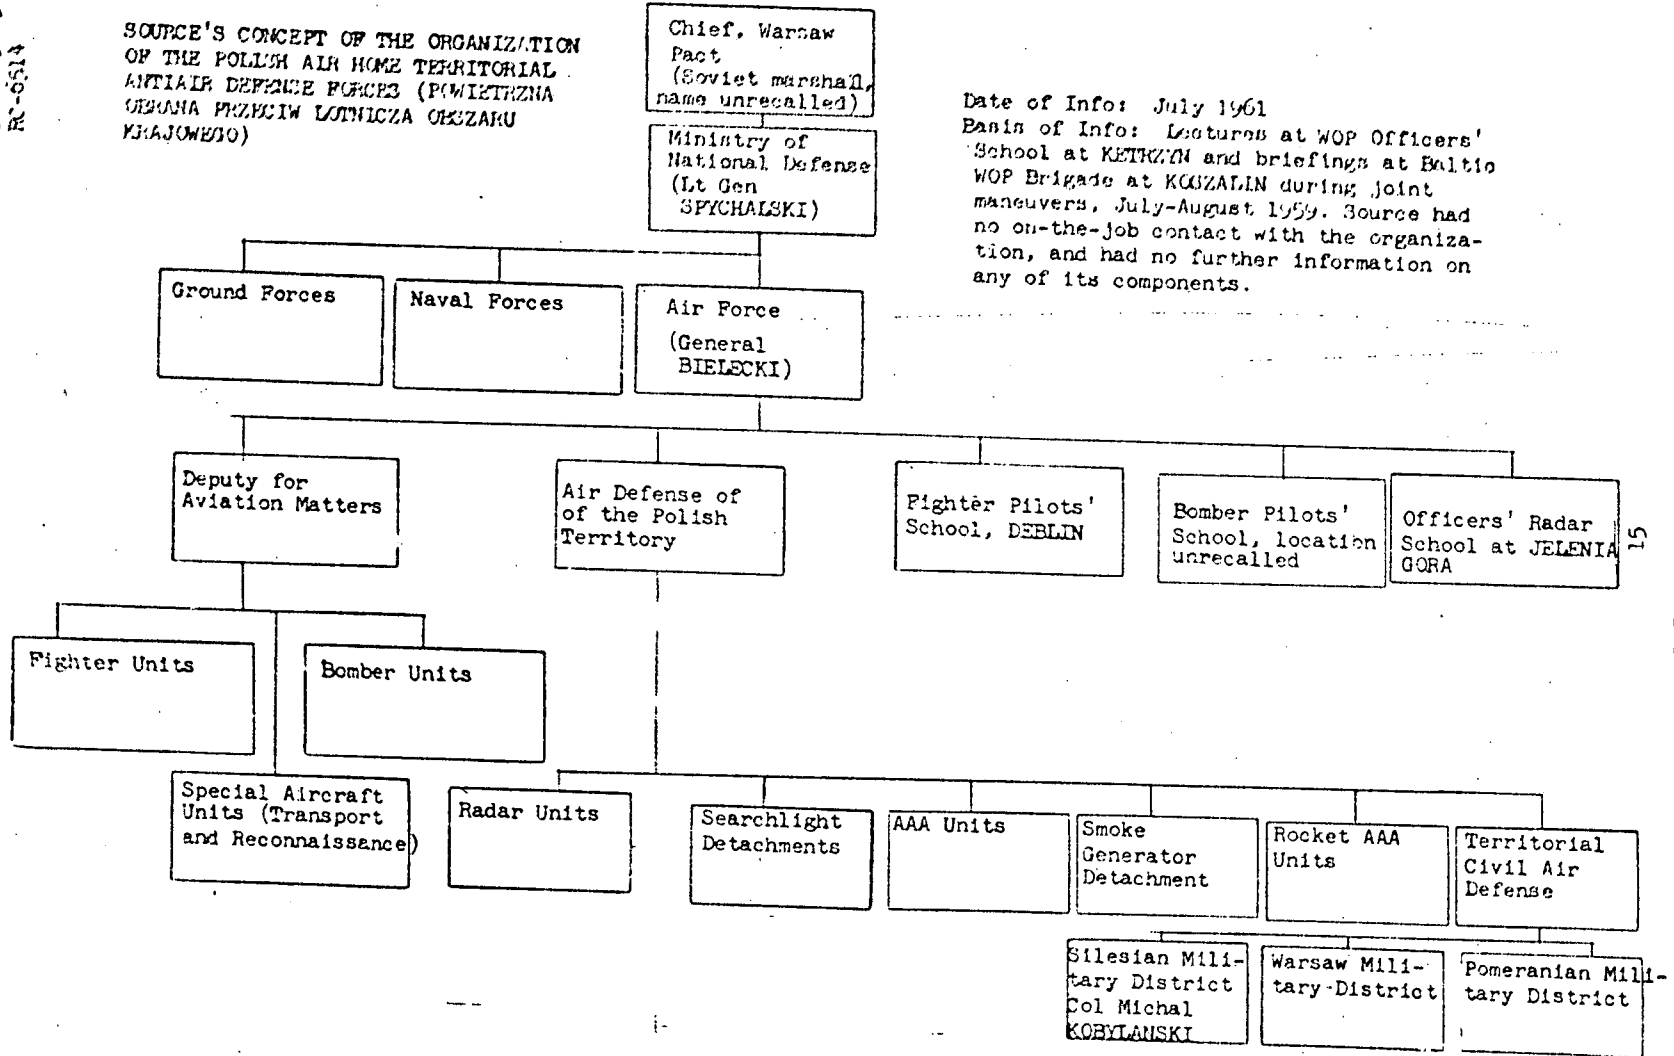 SOURCE'S CONCEPT OF THE ORGANIZATION
OF THE POLISH AIR HOME TERRITORIAL
ANTIAIR DEFENSE FORCES (POWIETRZNA
OBRANA PRZECIW LOTNICZA OBSZARU
KRAJOWEGO)
Chief, Warsaw
Pact
(Soviet marshall,
name unrecalled)
Date of Info: July 1961
Basis of Info: Lectures at WOP Officers'
School at KETRZYN and briefings at Baltic
WOP Brigade at KOSZALIN during joint
maneuvers, July-August 1959. Source had
no on-the-job contact with the organiza-
tion, and had no further information on
any of its components.
Ministry of
National Defense
(Lt Gen
SPYCHALSKI)
Ground Forces
Naval Forces
Air Force
(General
BIELECKI)
Deputy for
Aviation Matters
Air Defense of
of the Polish
Territory
Fighter Pilots'
School, DEBLIN
Bomber Pilots'
School, location
unrecalled
Officers' Radar
School at JELENIA
GORA
15
Fighter Units
Bomber Units
Special Aircraft
Units (Transport
and Reconnaissance)
Radar Units
Searchlight
Detachments
AAA Units
Smoke
Generator
Detachment
Rocket AAA
Units
Territorial
Civil Air
Defense
Silesian Mili-
tary District
Col Michal
KOBYLANSKI
Warsaw Mili-
tary District
Pomeranian Mili-
tary District